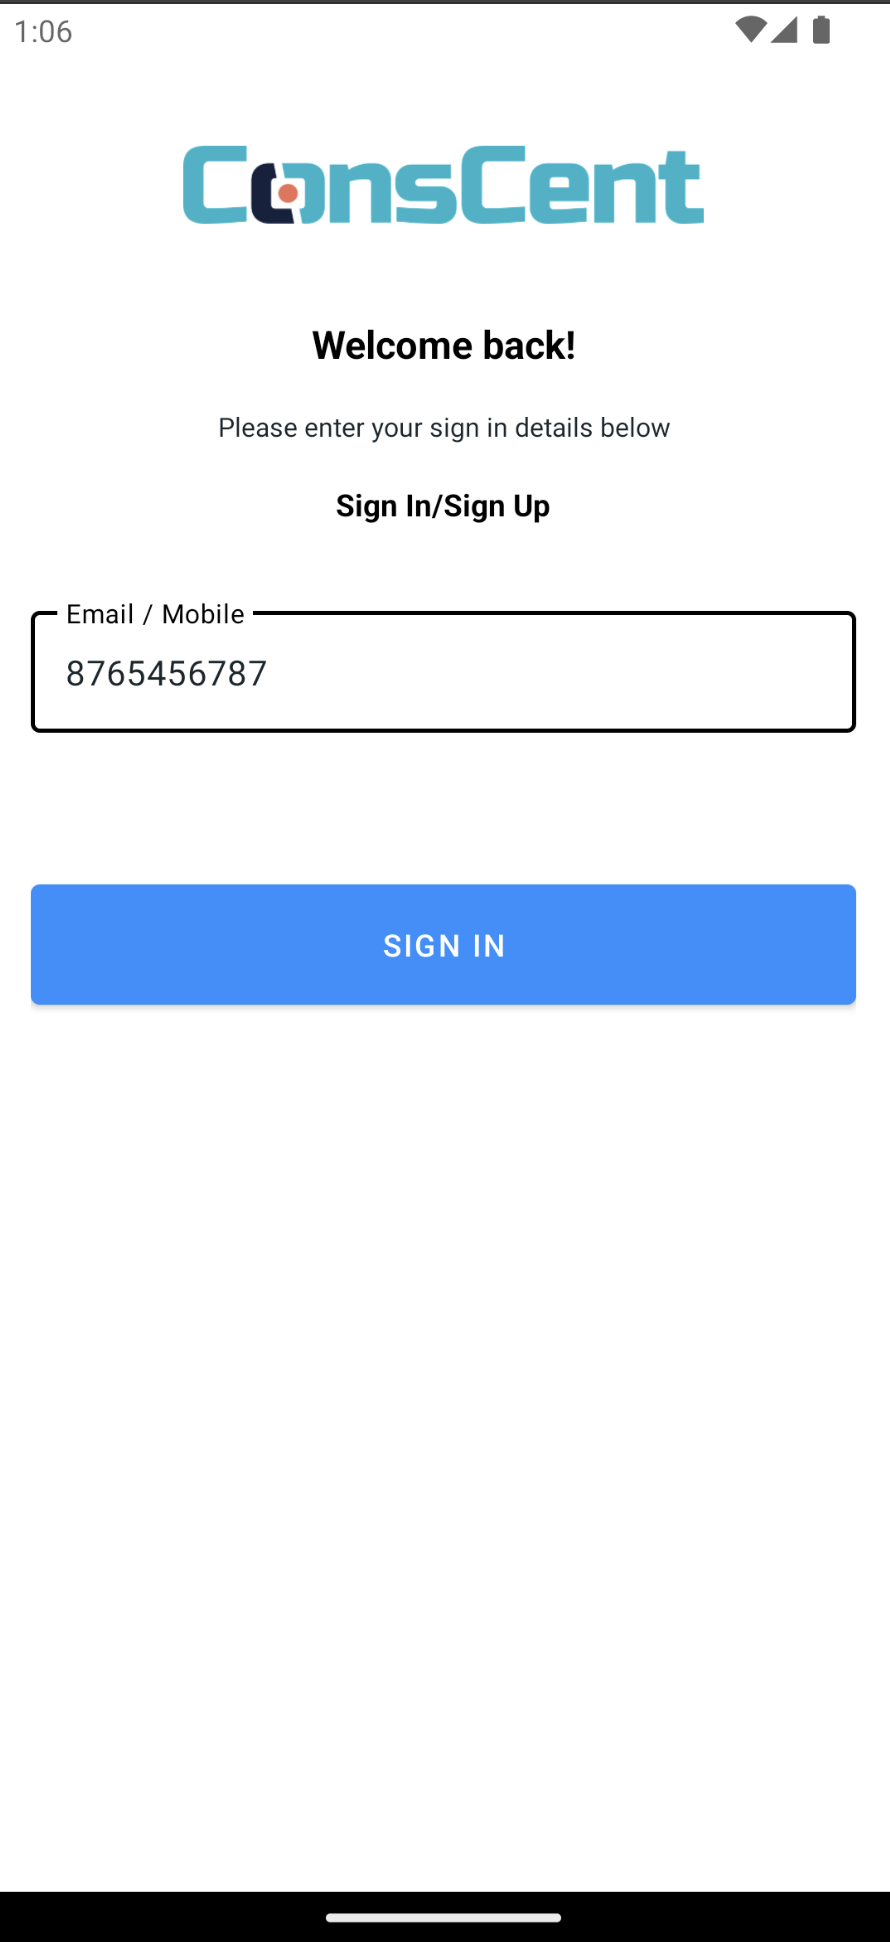 1:06
ConsCent
Welcome back!
Please enter your sign in details below
Sign In/Sign Up
Email / Mobile
8765456787
SIGN IN